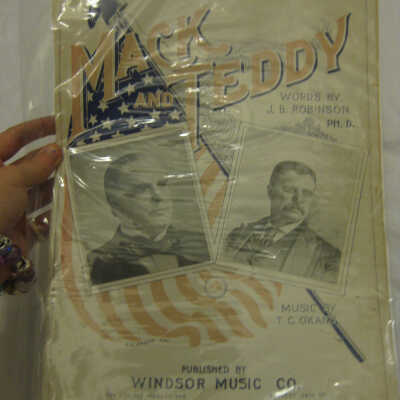 MACK
AND TEDDY
WORDS BY
J. B. ROBINSON
PH. D.
MUSIC BY
T. C. OKANE
PUBLISHED BY
WINDSOR MUSIC CO.